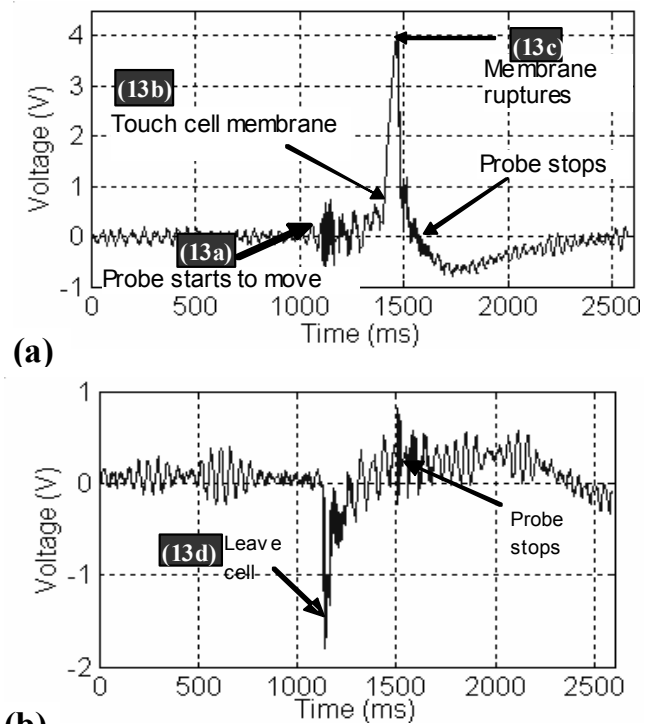 4
3
2
1
0
-1
Voltage (V)
(13c)
Membrane
ruptures
(13b)
Touch cell membrane
Probe stops
(13a)
Probe starts to move
0
500
1000
1500
2000
2500
Time (ms)
(a)
1
0
-1
-2
Voltage (V)
(13d) Leave
cell
Probe
stops
0
500
1000
1500
2000
2500
Time (ms)
(b)